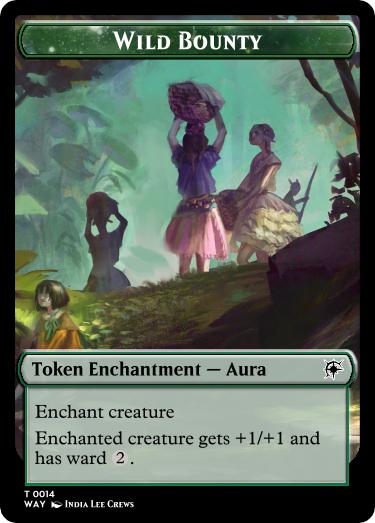 Wild Bounty
Token Enchantment — Aura
Enchant creature
Enchanted creature gets +1/+1 and
has ward 2.
T 0014
WAY India Lee Crews